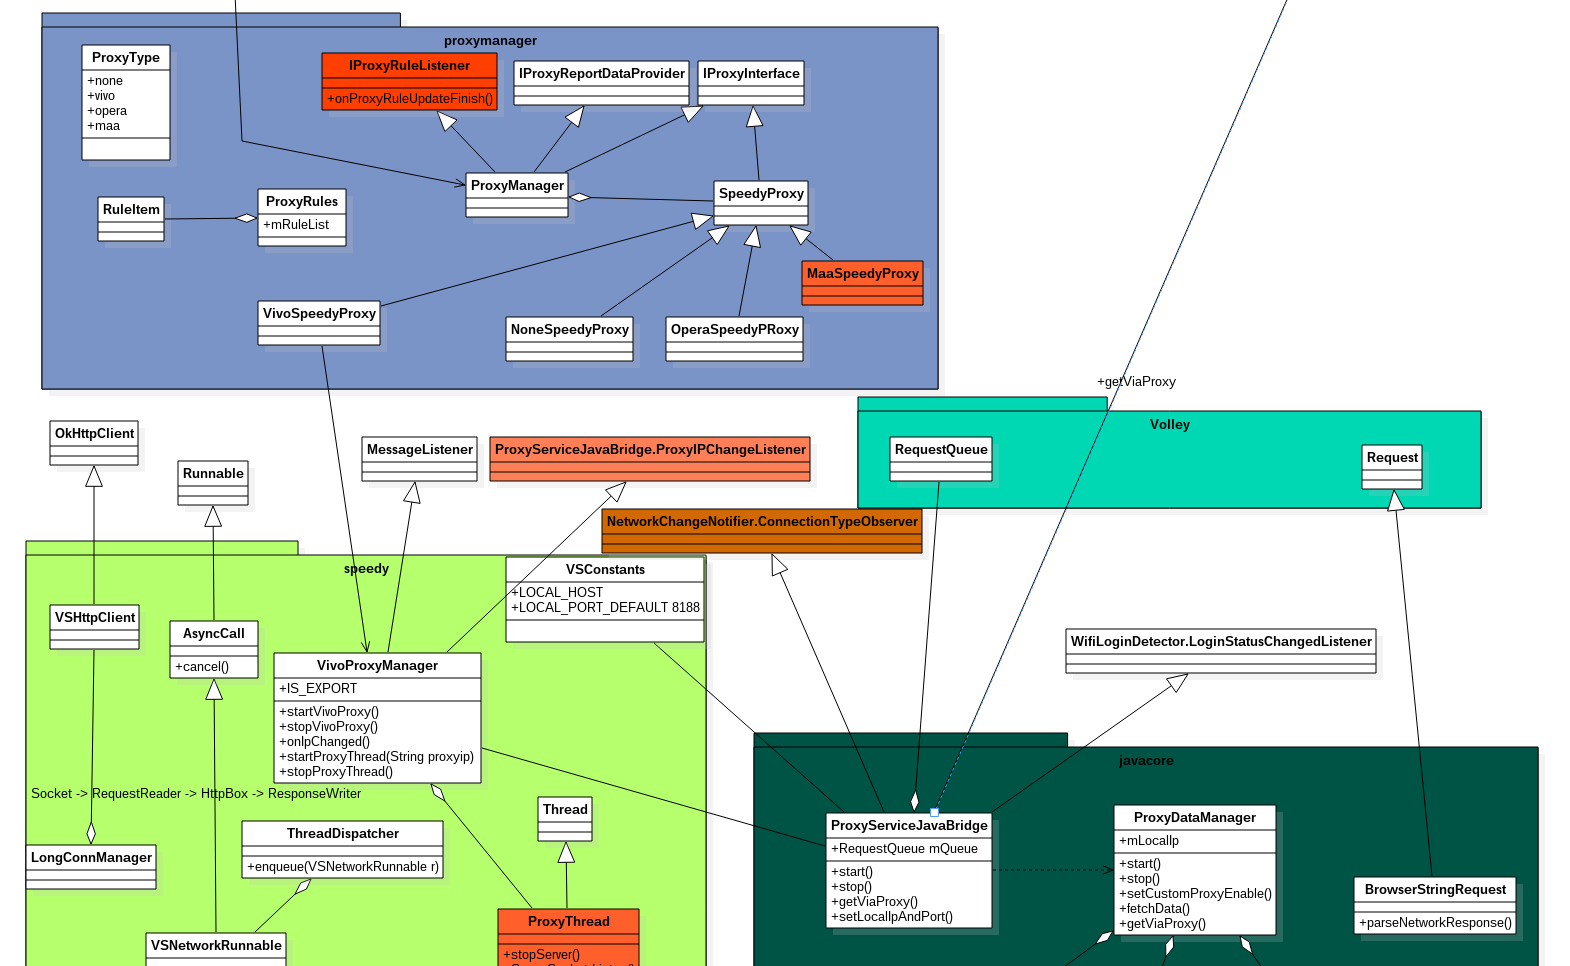 proxymanager
ProxyType
+none
+vivo
+opera
+maa
IProxyRuleListener
+onProxyRuleUpdateFinish()
IProxyReportDataProvider
IProxyInterface
ProxyManager
SpeedyProxy
RuleItem
ProxyRules
+mRuleList
MaaSpeedyProxy
VivoSpeedyProxy
NoneSpeedyProxy
OperaSpeedyPRoxy
+getViaProxy
Volley
RequestQueue
Request
OkHttpClient
Runnable
MessageListener
ProxyServiceJavaBridge.ProxyIPChangeListener
NetworkChangeNotifier.ConnectionTypeObserver
speedy
VSConstants
+LOCAL_HOST
+LOCAL_PORT_DEFAULT 8188
VSHttpClient
AsyncCall
+cancel()
VivoProxyManager
+IS_EXPORT
+startVivoProxy()
+stopVivoProxy()
+onIpChanged()
+startProxyThread(String proxyip)
+stopProxyThread()
WifiLoginDetector.LoginStatusChangedListener
Socket -> RequestReader -> HttpBox -> ResponseWriter
Thread
ThreadDispatcher
+enqueue(VSNetworkRunnable r)
LongConnManager
VSNetworkRunnable
ProxyThread
+stopServer()
javacore
ProxyServiceJavaBridge
+RequestQueue mQueue
+start()
+stop()
+getViaProxy()
+setLocalIpAndPort()
ProxyDataManager
+mLocalIp
+start()
+stop()
+setCustomProxyEnable()
+fetchData()
+getViaProxy()
BrowserStringRequest
+parseNetworkResponse()